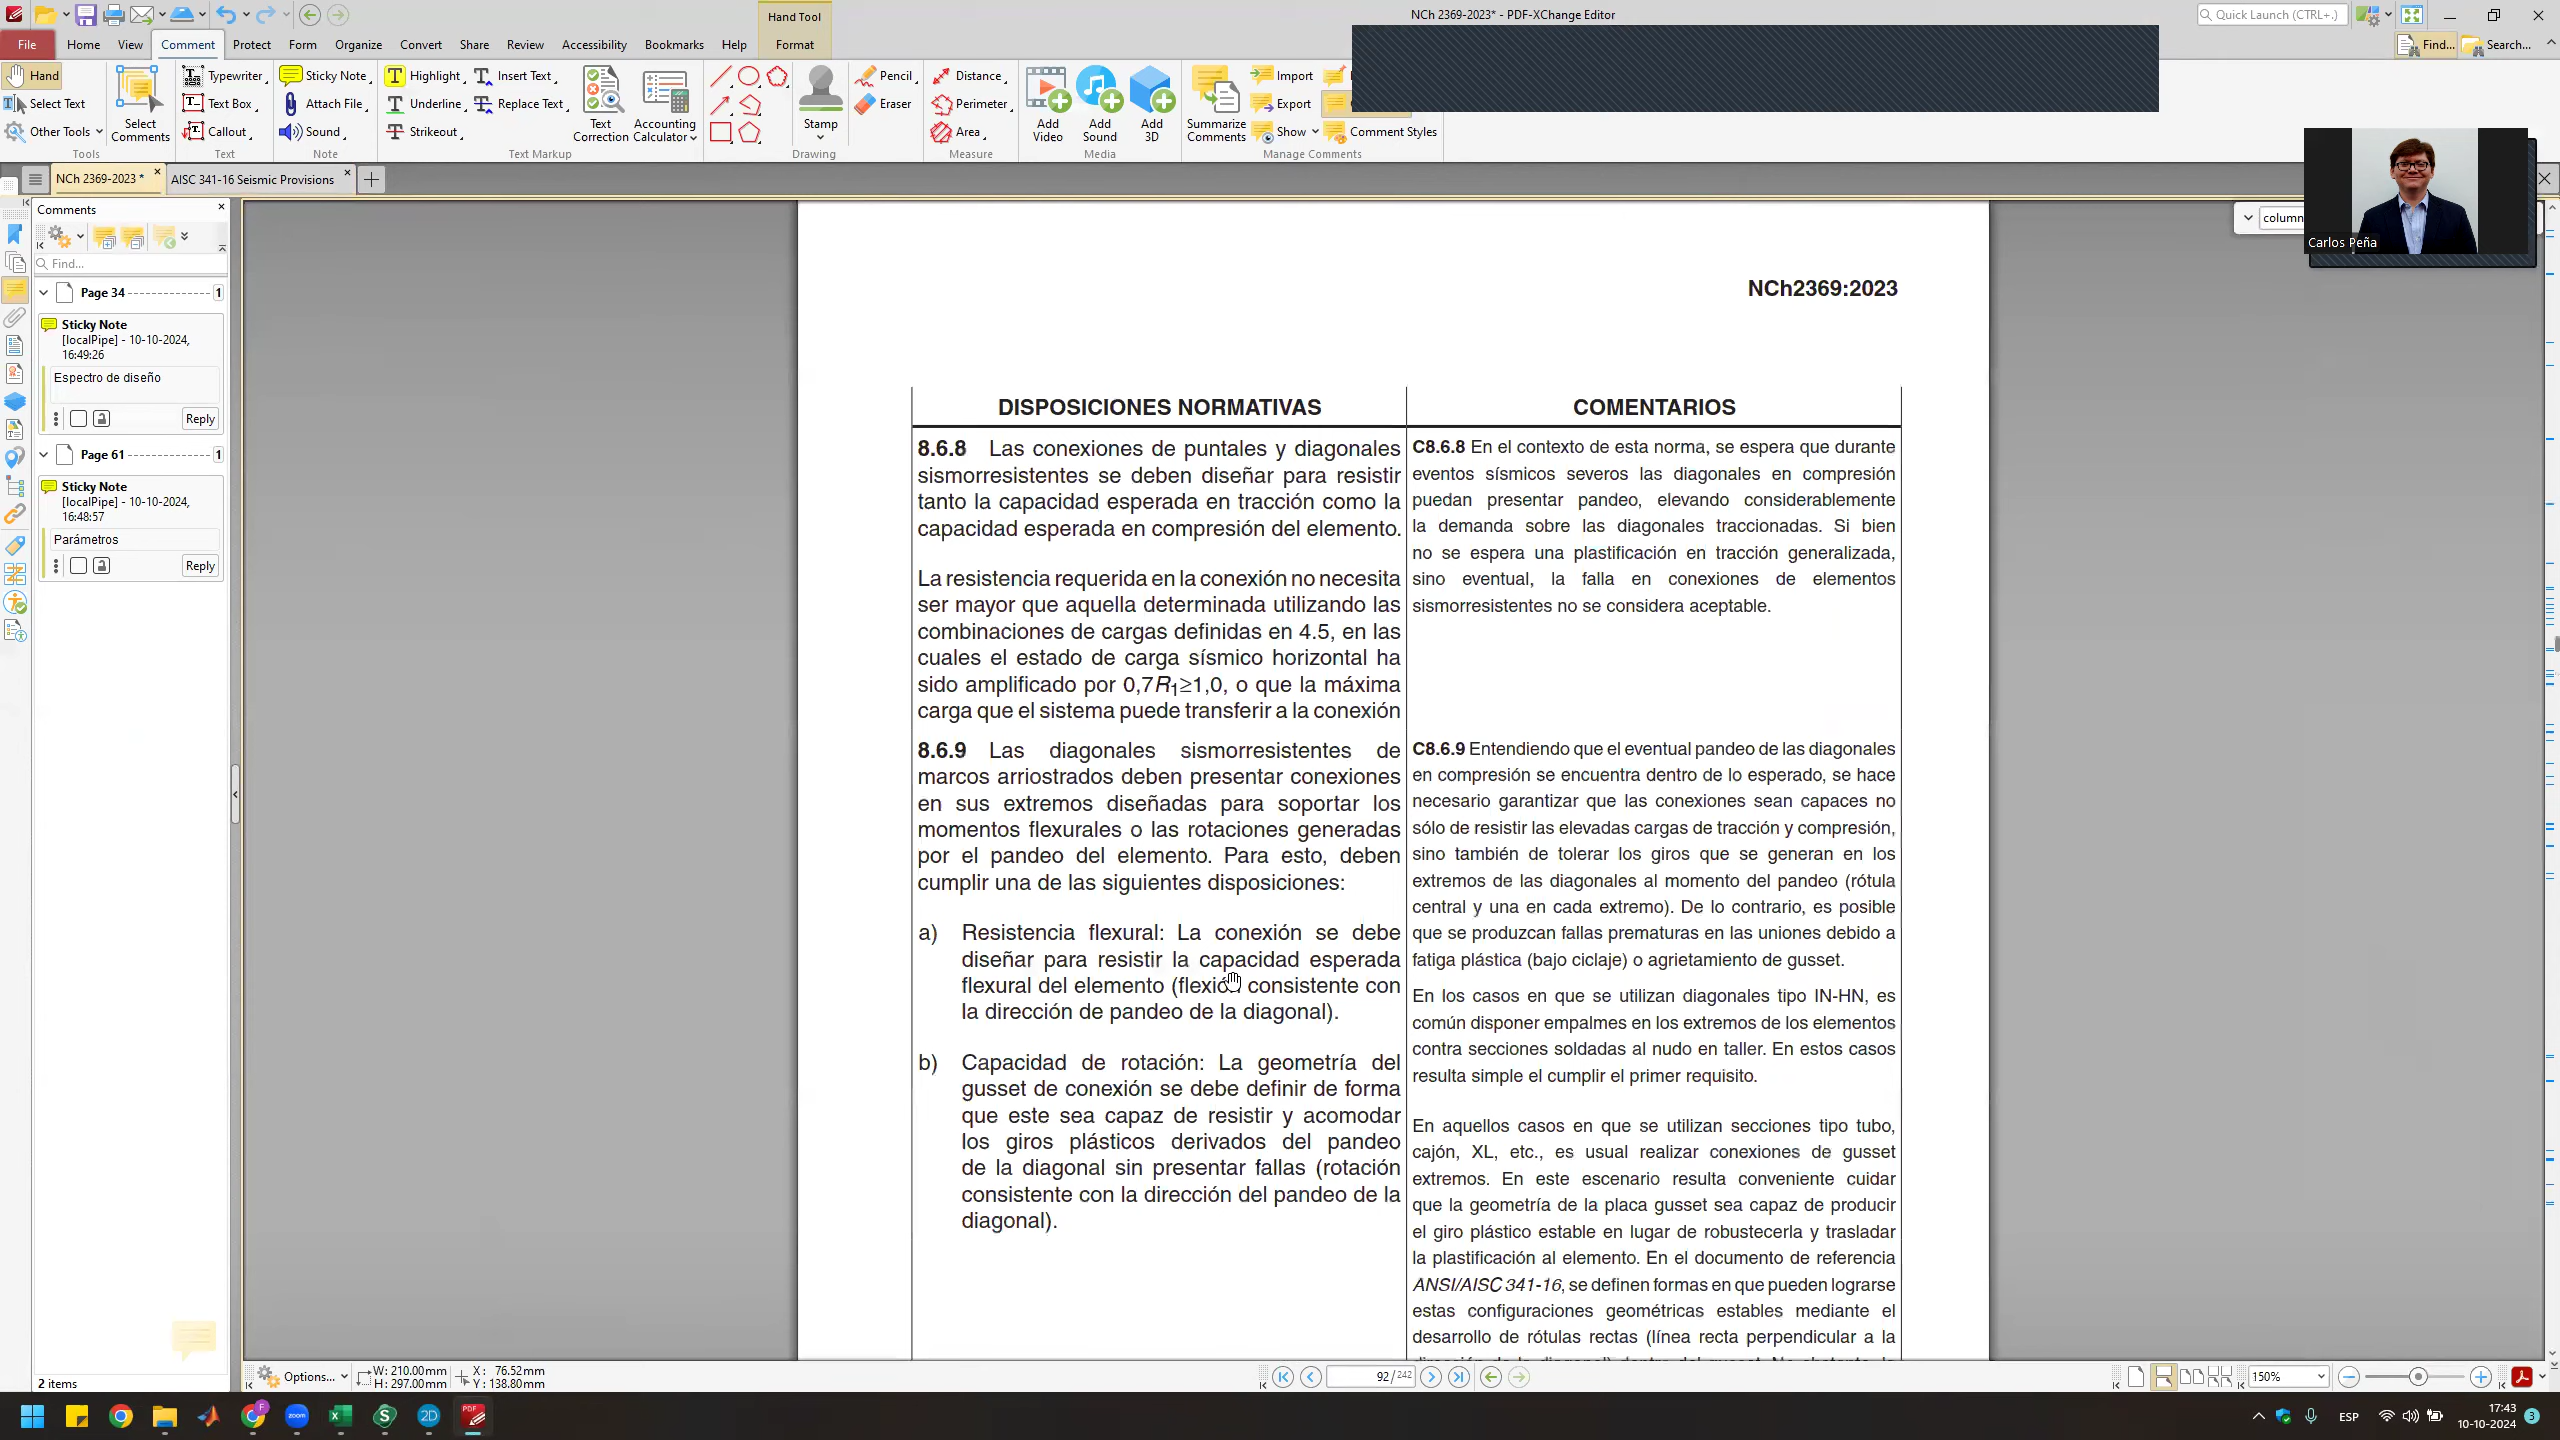 NCh 2369-2023* - PDF-XChange Editor
Hand Tool
Quick Launch (CTRL+.)
File
Home
View
Comment
Protect
Form
Organize
Convert
Share
Review
Accessibility
Bookmarks
Help
Format
Find...
Search...
Hand
Select Text
Other Tools
Select Comments
Tools
Typewriter
Text Box
Callout
Text
Sticky Note
Attach File
Sound
Note
Highlight
Underline
Strikeout
Insert Text
Replace Text
Text Correction
Accounting Calculator
Text Markup
Stamp
Pencil
Eraser
Drawing
Distance
Perimeter
Area
Measure
Add Video
Add Sound
Add 3D
Media
Summarize Comments
Import
Export
Show
Comment Styles
Manage Comments
NCh 2369-2023 *
AISC 341-16 Seismic Provisions
Comments
Find...
Page 34
1
Sticky Note
[localPipe] - 10-10-2024,
16:49:26
Espectro de diseño
Reply
Page 61
1
Sticky Note
[localPipe] - 10-10-2024,
16:48:57
Parámetros
Reply
2 items
column
Carlos Peña
NCh2369:2023
DISPOSICIONES NORMATIVAS
8.6.8 Las conexiones de puntales y diagonales
sismorresistentes se deben diseñar para resistir
tanto la capacidad esperada en tracción como la
capacidad esperada en compresión del elemento.
La resistencia requerida en la conexión no necesita
ser mayor que aquella determinada utilizando las
combinaciones de cargas definidas en 4.5, en las
cuales el estado de carga sísmico horizontal ha
sido amplificado por 0,7R1≥1,0, o que la máxima
carga que el sistema puede transferir a la conexión
8.6.9 Las diagonales sismorresistentes de
marcos arriostrados deben presentar conexiones
en sus extremos diseñadas para soportar los
momentos flexurales o las rotaciones generadas
por el pandeo del elemento. Para esto, deben
cumplir una de las siguientes disposiciones:
a) Resistencia flexural: La conexión se debe
diseñar para resistir la capacidad esperada
flexural del elemento (flexión consistente con
la dirección de pandeo de la diagonal).
b) Capacidad de rotación: La geometría del
gusset de conexión se debe definir de forma
que este sea capaz de resistir y acomodar
los giros plásticos derivados del pandeo
de la diagonal sin presentar fallas (rotación
consistente con la dirección del pandeo de la
diagonal).
COMENTARIOS
C8.6.8 En el contexto de esta norma, se espera que durante
eventos sísmicos severos las diagonales en compresión
puedan presentar pandeo, elevando considerablemente
la demanda sobre las diagonales traccionadas. Si bien
no se espera una plastificación en tracción generalizada,
sino eventual, la falla en conexiones de elementos
sismorresistentes no se considera aceptable.
C8.6.9 Entendiendo que el eventual pandeo de las diagonales
en compresión se encuentra dentro de lo esperado, se hace
necesario garantizar que las conexiones sean capaces no
sólo de resistir las elevadas cargas de tracción y compresión,
sino también de tolerar los giros que se generan en los
extremos de las diagonales al momento del pandeo (rótula
central y una en cada extremo). De lo contrario, es posible
que se produzcan fallas prematuras en las uniones debido a
fatiga plástica (bajo ciclaje) o agrietamiento de gusset.
En los casos en que se utilizan diagonales tipo IN-HN, es
común disponer empalmes en los extremos de los elementos
contra secciones soldadas al nudo en taller. En estos casos
resulta simple el cumplir el primer requisito.
En aquellos casos en que se utilizan secciones tipo tubo,
cajón, XL, etc., es usual realizar conexiones de gusset
extremos. En este escenario resulta conveniente cuidar
que la geometría de la placa gusset sea capaz de producir
el giro plástico estable en lugar de robustecerla y trasladar
la plastificación al elemento. En el documento de referencia
ANSI/AISC 341-16, se definen formas en que pueden lograrse
estas configuraciones geométricas estables mediante el
desarrollo de rótulas rectas (línea recta perpendicular a la
Options...
W: 210.00mm
H: 297.00mm
X: 76.52mm
Y: 138.80mm
92 / 242
150%
zoom
2D
PDF
ESP
17:43
10-10-2024
3